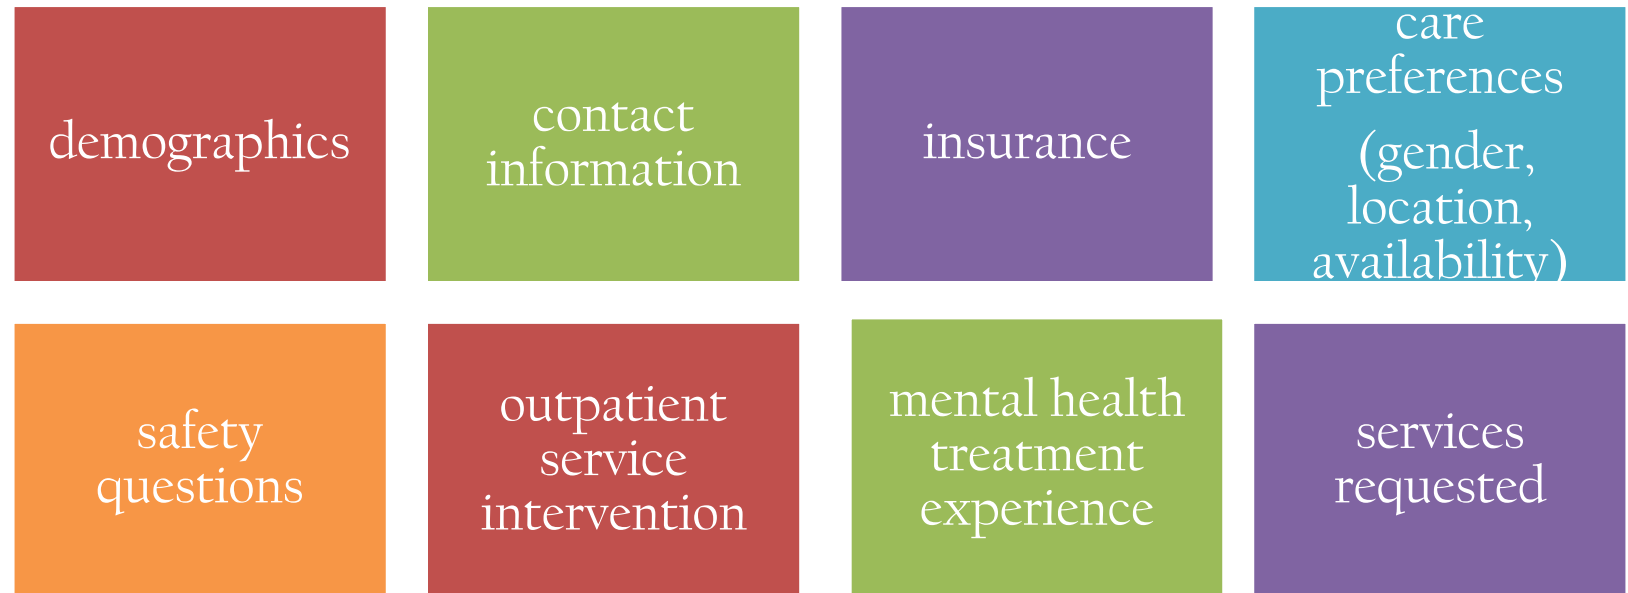 demographics
contact
information
insurance
care
preferences
(gender,
location,
availability)
safety
questions
outpatient
service
intervention
mental health
treatment
experience
services
requested